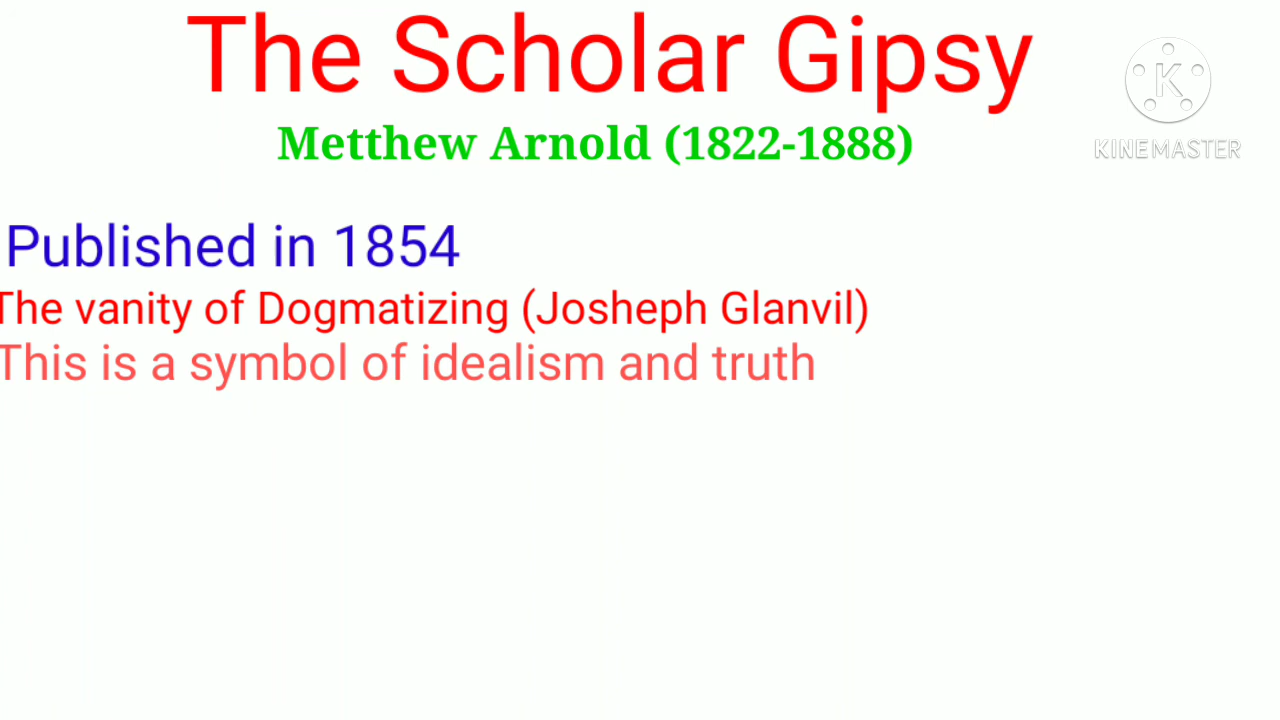 The Scholar Gipsy
Metthew Arnold (1822-1888)
K
KINEMASTER
Published in 1854
The vanity of Dogmatizing (Josheph Glanvil)
This is a symbol of idealism and truth